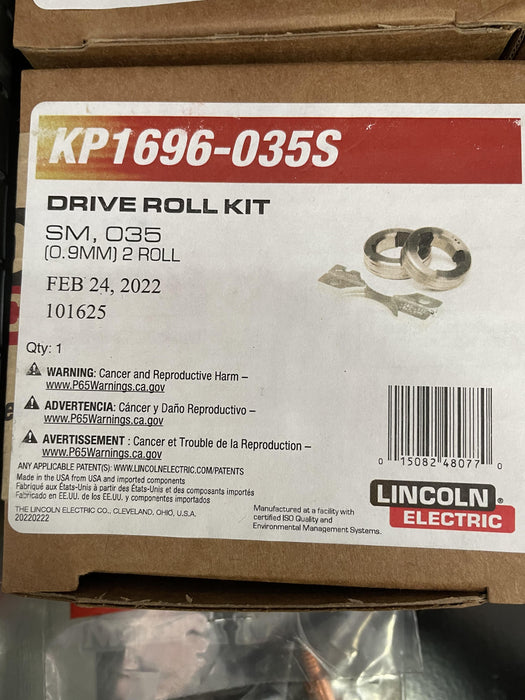 KP1696-035S
DRIVE ROLL KIT
SM, 035
(0.9MM) 2 ROLL
FEB 24, 2022
101625
Qty: 1
WARNING: Cancer and Reproductive Harm –
www.P65Warnings.ca.gov
ADVERTENCIA: Cáncer y Daño Reproductivo –
www.P65Warnings.ca.gov
AVERTISSEMENT : Cancer et Trouble de la Reproduction –
www.P65Warnings.ca.gov
ANY APPLICABLE PATENT(S): WWW.LINCOLNELECTRIC.COM/PATENTS
Made in the USA from USA and imported components
Fabriqué aux États-Unis à partir des États-Unis et des composants importés
Fabricado en EE.UU. de los EE.UU. y componentes importados
THE LINCOLN ELECTRIC CO., CLEVELAND, OHIO, U.S.A.
20220222
Manufactured at a facility with
certified ISO Quality and
Environmental Management Systems.
0 15082 48077 0
LINCOLN®
ELECTRIC